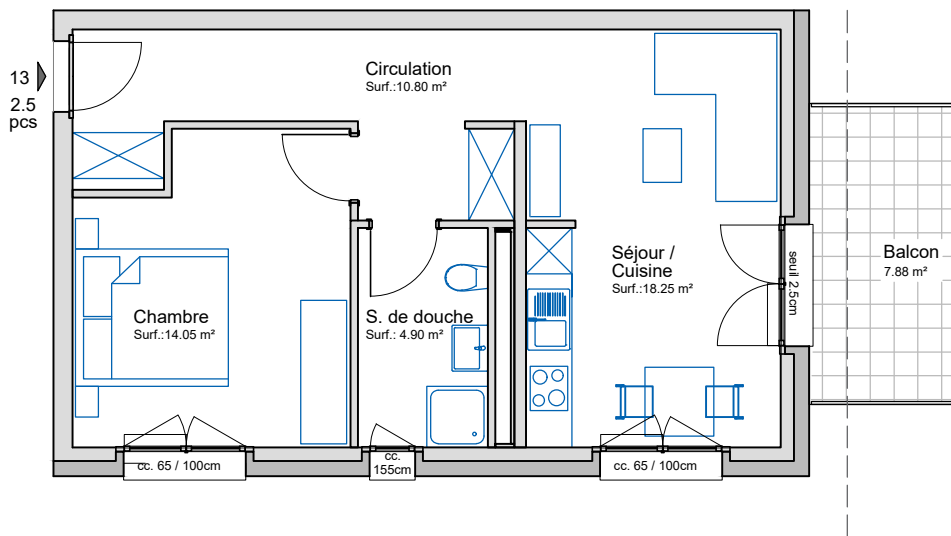 13
2.5
pcs
Circulation
Surf.:10.80 m²
Séjour /
Cuisine
Surf.:18.25 m²
seuil 2.5cm
Balcon
7.88 m²
Chambre
Surf.:14.05 m²
S. de douche
Surf.: 4.90 m²
cc. 65 / 100cm
cc.
155cm
cc. 65 / 100cm